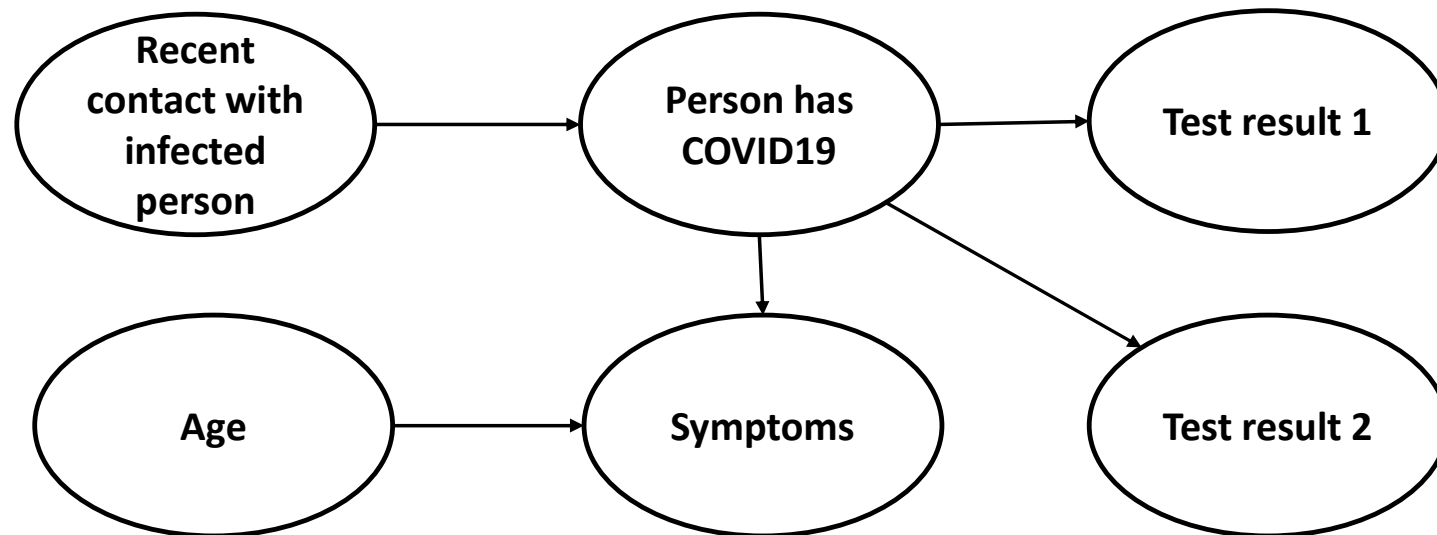 Recent
contact with
infected
person
Person has
COVID19
Test result 1
Age
Symptoms
Test result 2